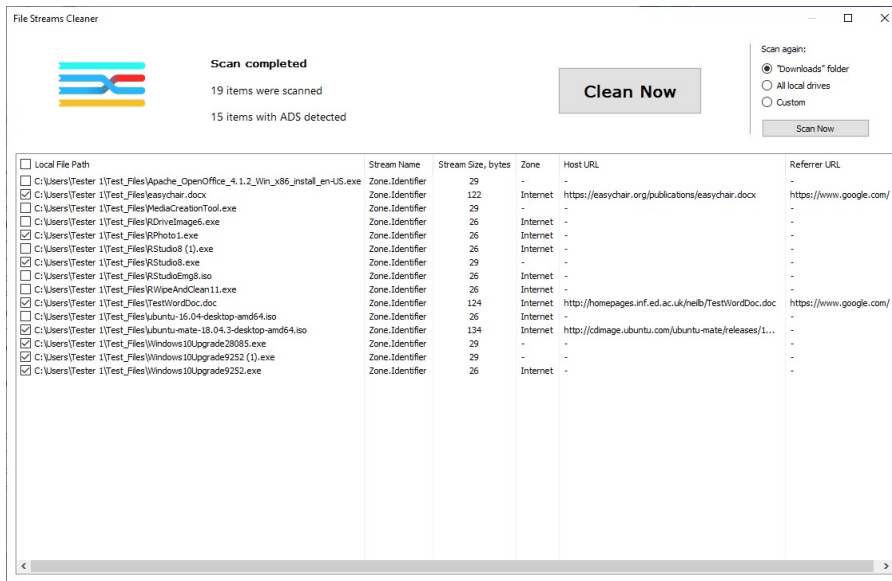 File Streams Cleaner
Scan completed
19 items were scanned
15 items with ADS detected
Clean Now
Scan again:
"Downloads" folder
All local drives
Custom
Scan Now
Local File Path Stream Name Stream Size, bytes Zone Host URL Referrer URL
C:\Users\Tester 1\Test_Files\Apache_OpenOffice_4.1.2_Win_x86_install_en-US.exe Zone.Identifier 29 - - -
C:\Users\Tester 1\Test_Files\easychair.docx Zone.Identifier 122 Internet https://easychair.org/publications/easychair.docx https://www.google.com/
C:\Users\Tester 1\Test_Files\MediaCreationTool.exe Zone.Identifier 29 - - -
C:\Users\Tester 1\Test_Files\RDriveImage6.exe Zone.Identifier 26 Internet - -
C:\Users\Tester 1\Test_Files\RPhoto1.exe Zone.Identifier 26 Internet - -
C:\Users\Tester 1\Test_Files\RStudio8 (1).exe Zone.Identifier 26 Internet - -
C:\Users\Tester 1\Test_Files\RStudio8.exe Zone.Identifier 29 - - -
C:\Users\Tester 1\Test_Files\RStudioEmg8.iso Zone.Identifier 26 Internet - -
C:\Users\Tester 1\Test_Files\RWipeAndClean11.exe Zone.Identifier 26 Internet - -
C:\Users\Tester 1\Test_Files\TestWordDoc.doc Zone.Identifier 124 Internet http://homepages.inf.ed.ac.uk/neilb/TestWordDoc.doc https://www.google.com/
C:\Users\Tester 1\Test_Files\ubuntu-16.04-desktop-amd64.iso Zone.Identifier 26 Internet - -
C:\Users\Tester 1\Test_Files\ubuntu-mate-18.04.3-desktop-amd64.iso Zone.Identifier 134 Internet http://cdimage.ubuntu.com/ubuntu-mate/releases/1... -
C:\Users\Tester 1\Test_Files\Windows10Upgrade28085.exe Zone.Identifier 29 - - -
C:\Users\Tester 1\Test_Files\Windows10Upgrade9252 (1).exe Zone.Identifier 29 - - -
C:\Users\Tester 1\Test_Files\Windows10Upgrade9252.exe Zone.Identifier 26 Internet - -